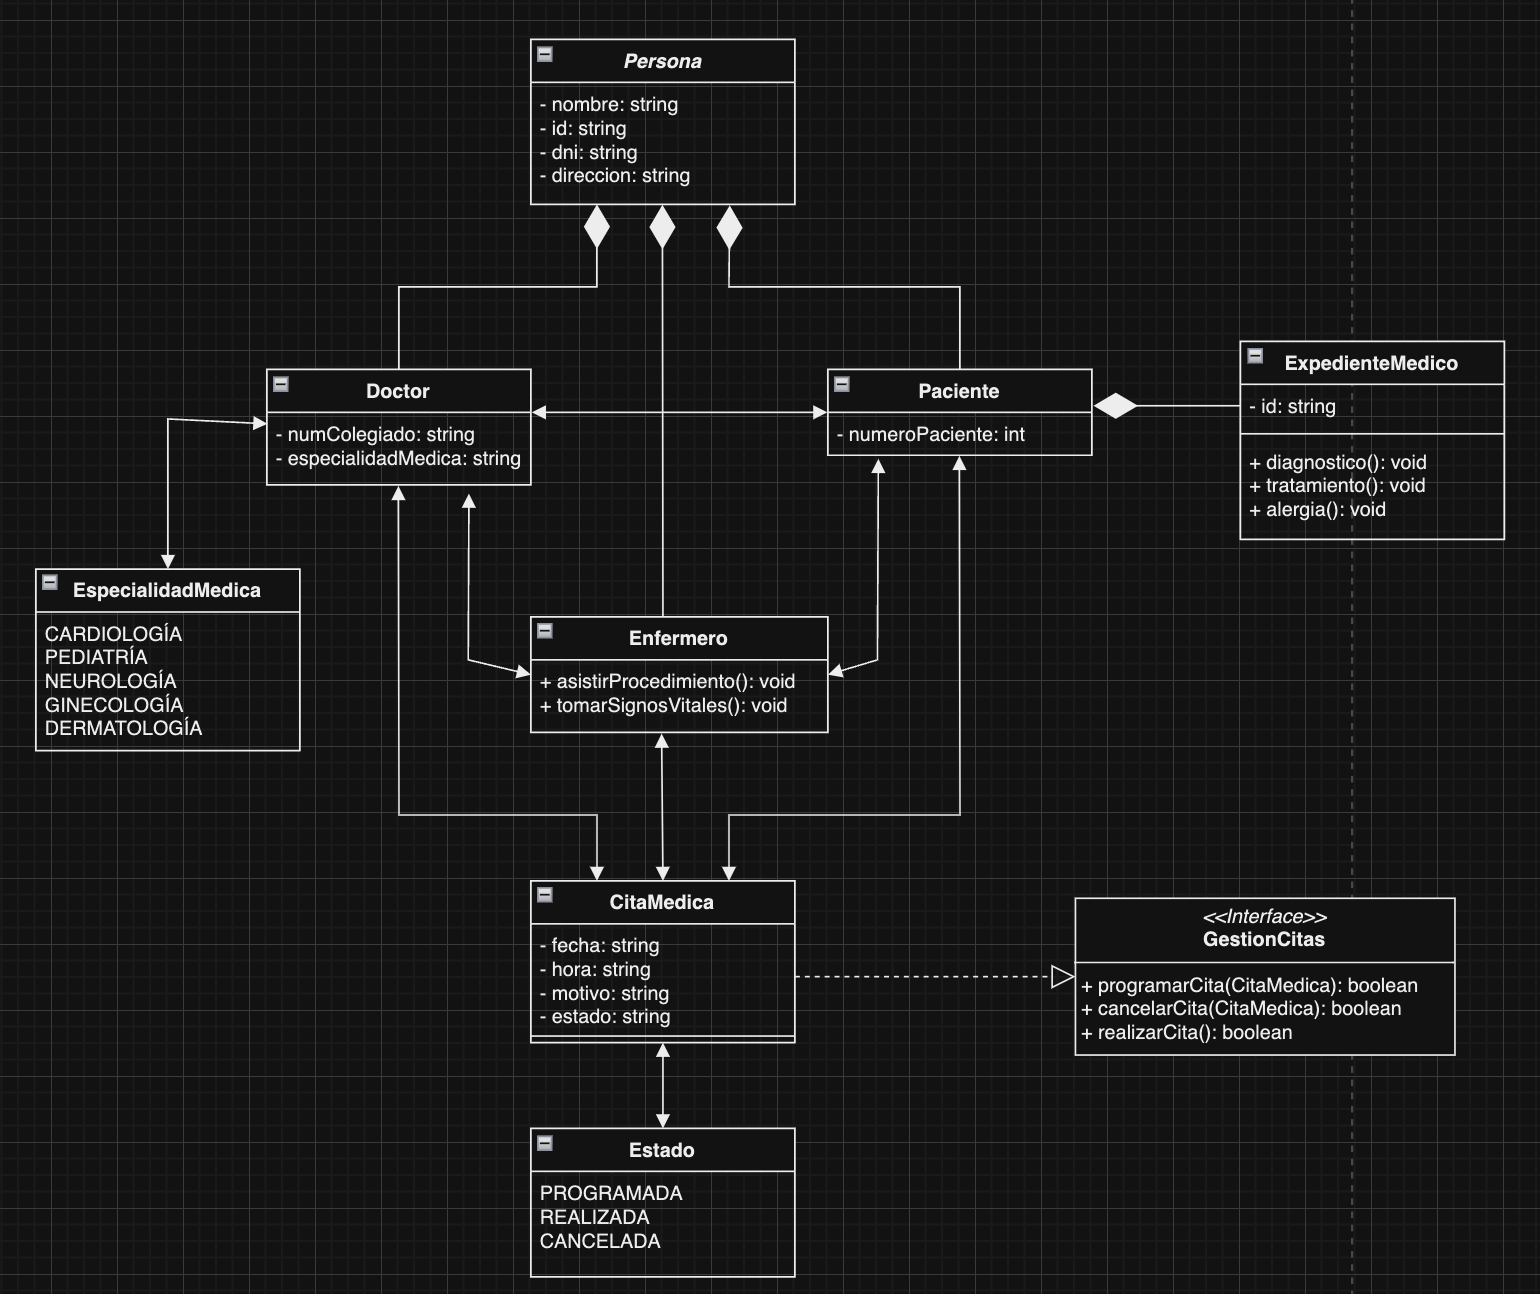 Persona
- nombre: string
- id: string
- dni: string
- direccion: string
Doctor
- numColegiado: string
- especialidadMedica: string
Paciente
- numeroPaciente: int
ExpedienteMedico
- id: string
+ diagnostico(): void
+ tratamiento(): void
+ alergia(): void
EspecialidadMedica
CARDIOLOGÍA
PEDIATRÍA
NEUROLOGÍA
GINECOLOGÍA
DERMATOLOGÍA
Enfermero
+ asistirProcedimiento(): void
+ tomarSignosVitales(): void
CitaMedica
- fecha: string
- hora: string
- motivo: string
- estado: string
<<Interface>>
GestionCitas
+ programarCita(CitaMedica): boolean
+ cancelarCita(CitaMedica): boolean
+ realizarCita(): boolean
Estado
PROGRAMADA
REALIZADA
CANCELADA